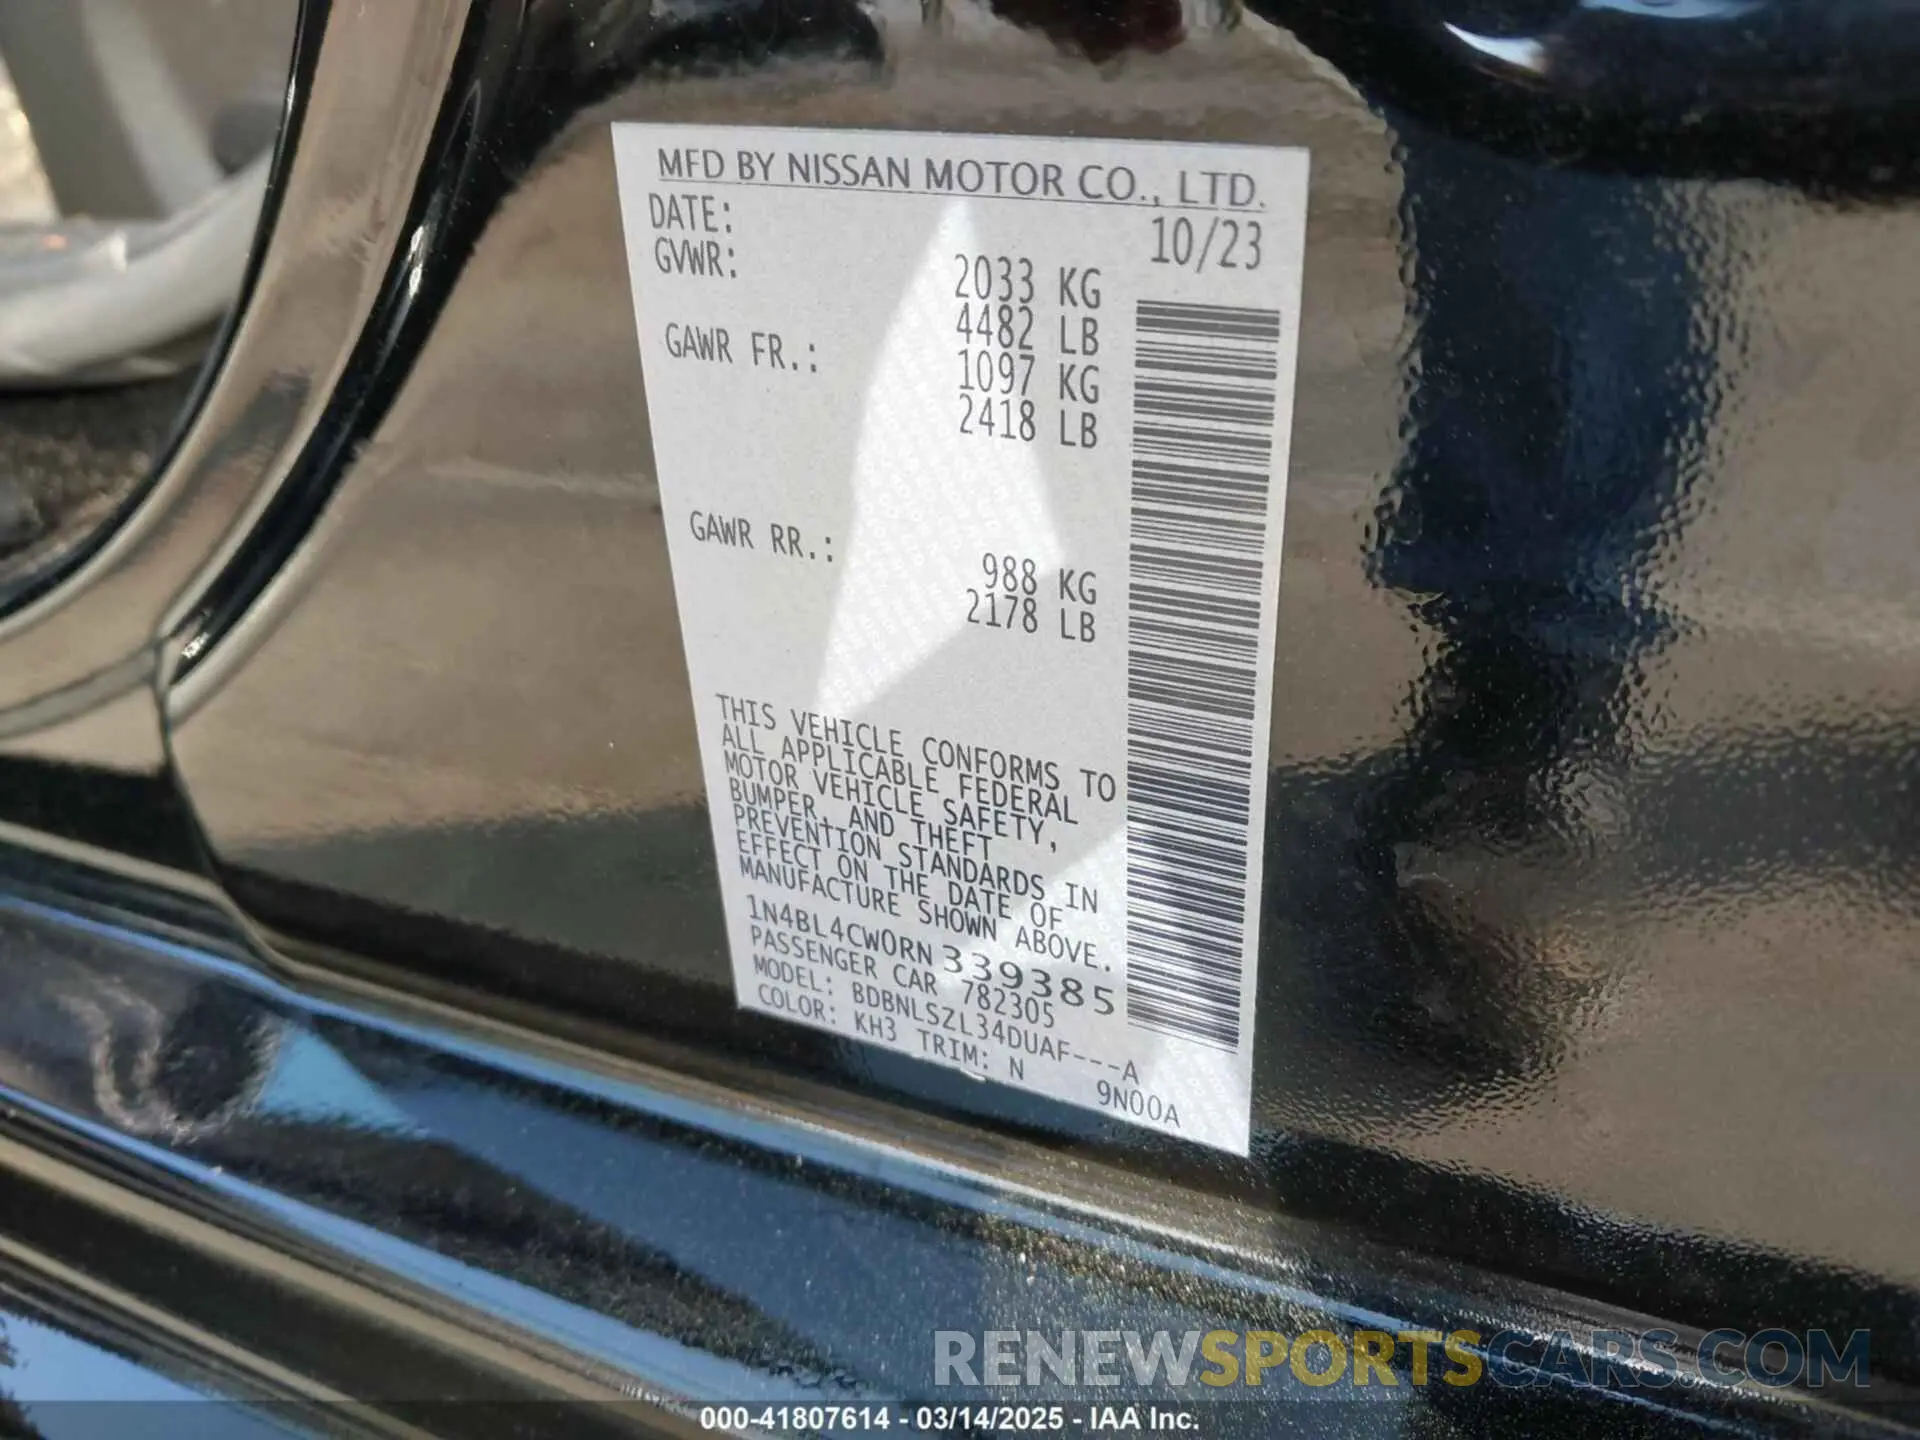 MFD BY NISSAN MOTOR CO., LTD.
DATE: 10/23
GVWR: 2033 KG
4482 LB
GAWR FR.: 1097 KG
2418 LB
GAWR RR.: 988 KG
2178 LB
THIS VEHICLE CONFORMS TO
ALL APPLICABLE FEDERAL
MOTOR VEHICLE SAFETY,
BUMPER, AND THEFT
PREVENTION STANDARDS IN
EFFECT ON THE DATE OF
MANUFACTURE SHOWN ABOVE.
1N4BL4CW0RN339385
PASSENGER CAR 782305
MODEL: BDBNLSZL34DUAF---A
COLOR: KH3 TRIM: N 9N00A
RENEWSPORTSCARS.COM
000-41807614 - 03/14/2025 - IAA Inc.